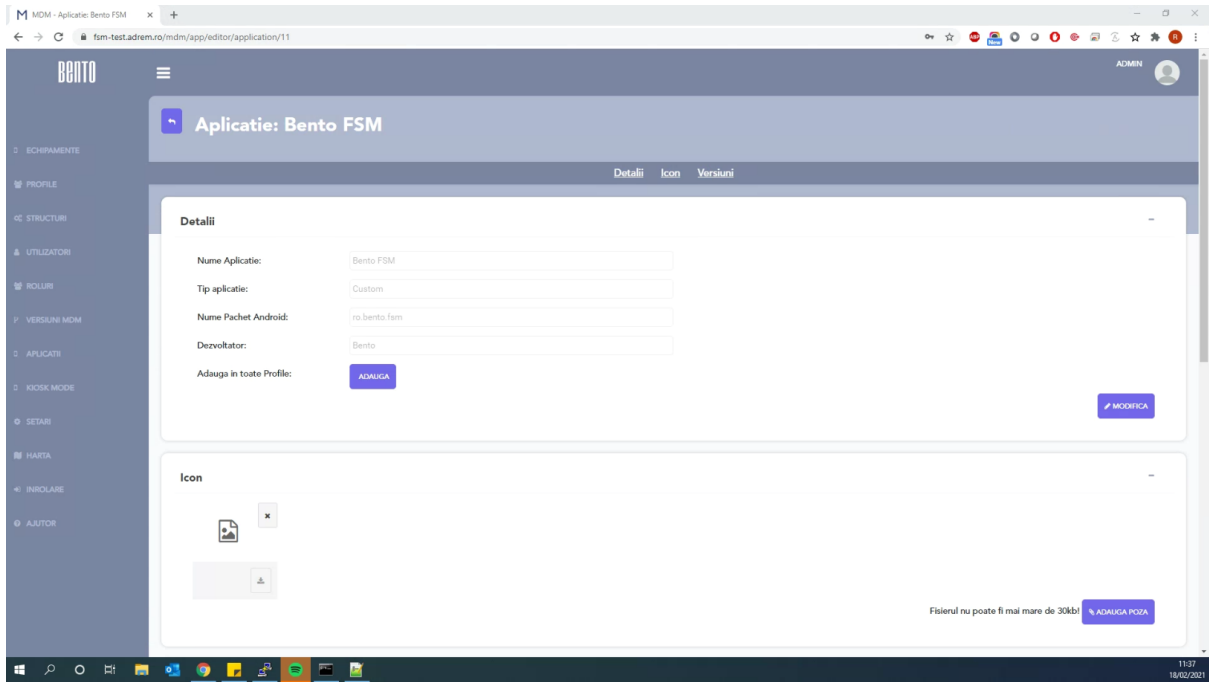 MDM - Aplicatie: Bento FSM
fsm-test.adrem.ro/mdm/app/editor/application/11
New
R
BENTO
ADMIN
Aplicatie: Bento FSM
ECHIPAMENTE
PROFILE
STRUCTURI
UTILIZATORI
ROLURI
VERSIUNI MDM
APLICATII
KIOSK MODE
SETARI
HARTA
INROLARE
AJUTOR
Detalii Icon Versiuni
Detalii
Nume Aplicatie: Bento FSM
Tip aplicatie: Custom
Nume Pachet Android: ro.bento.fsm
Dezvoltator: Bento
Adauga in toate Profile: ADAUGA
MODIFICA
Icon
Fisierul nu poate fi mai mare de 30kb! ADAUGA POZA
11:37
18/02/2021